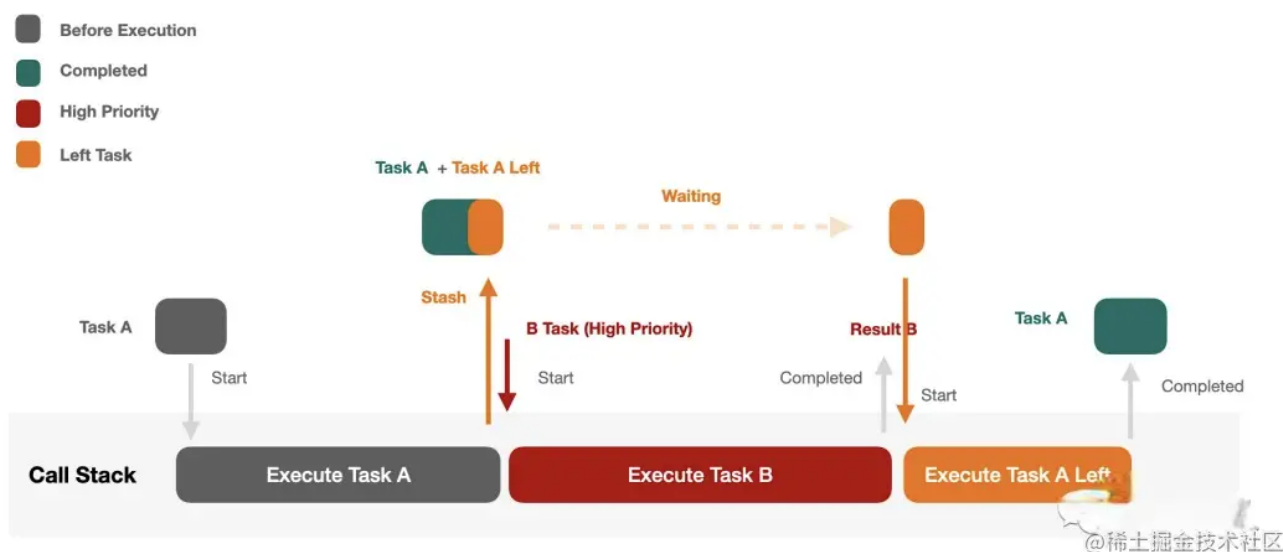 Before Execution
Completed
High Priority
Left Task
Task A + Task A Left
Waiting
Stash
Task A
B Task (High Priority)
Result B
Task A
Start
Start
Completed
Start
Completed
Call Stack
Execute Task A
Execute Task B
Execute Task A Left
@稀土掘金技术社区